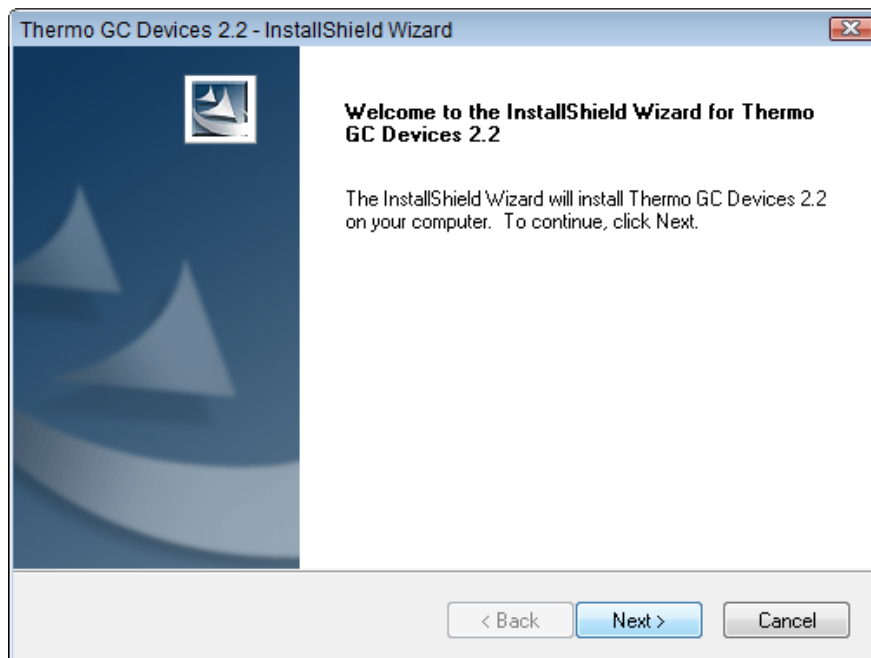 Thermo GC Devices 2.2 - InstallShield Wizard
Welcome to the InstallShield Wizard for Thermo
GC Devices 2.2
The InstallShield Wizard will install Thermo GC Devices 2.2
on your computer. To continue, click Next.
< Back
Next >
Cancel